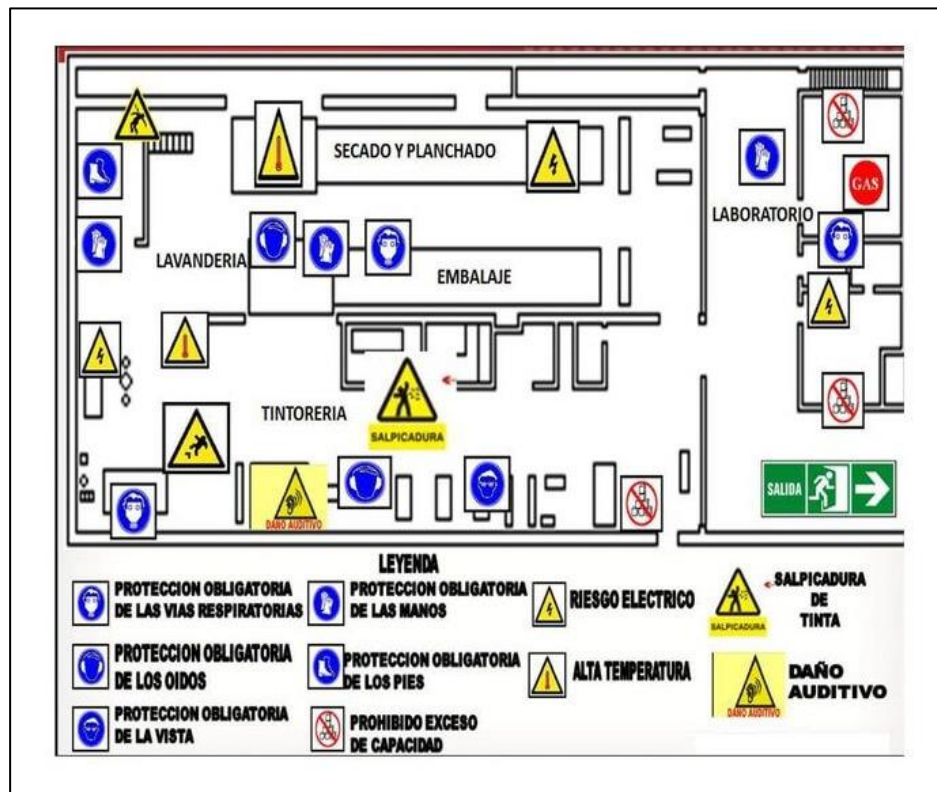 SECADO Y PLANCHADO
LABORATORIO
GAS
LAVANDERIA
EMBALAJE
TINTORERIA
SALPICADURA
DAÑO AUDITIVO
SALIDA
LEYENDA
PROTECCION OBLIGATORIA
DE LAS VIAS RESPIRATORIAS
PROTECCION OBLIGATORIA
DE LAS MANOS
RIESGO ELECTRICO
SALPICADURA
SALPICADURA
DE
TINTA
PROTECCION OBLIGATORIA
DE LOS OIDOS
PROTECCION OBLIGATORIA
DE LOS PIES
ALTA TEMPERATURA
DAÑO AUDITIVO
DAÑO
AUDITIVO
PROTECCION OBLIGATORIA
DE LA VISTA
PROHIBIDO EXCESO
DE CAPACIDAD